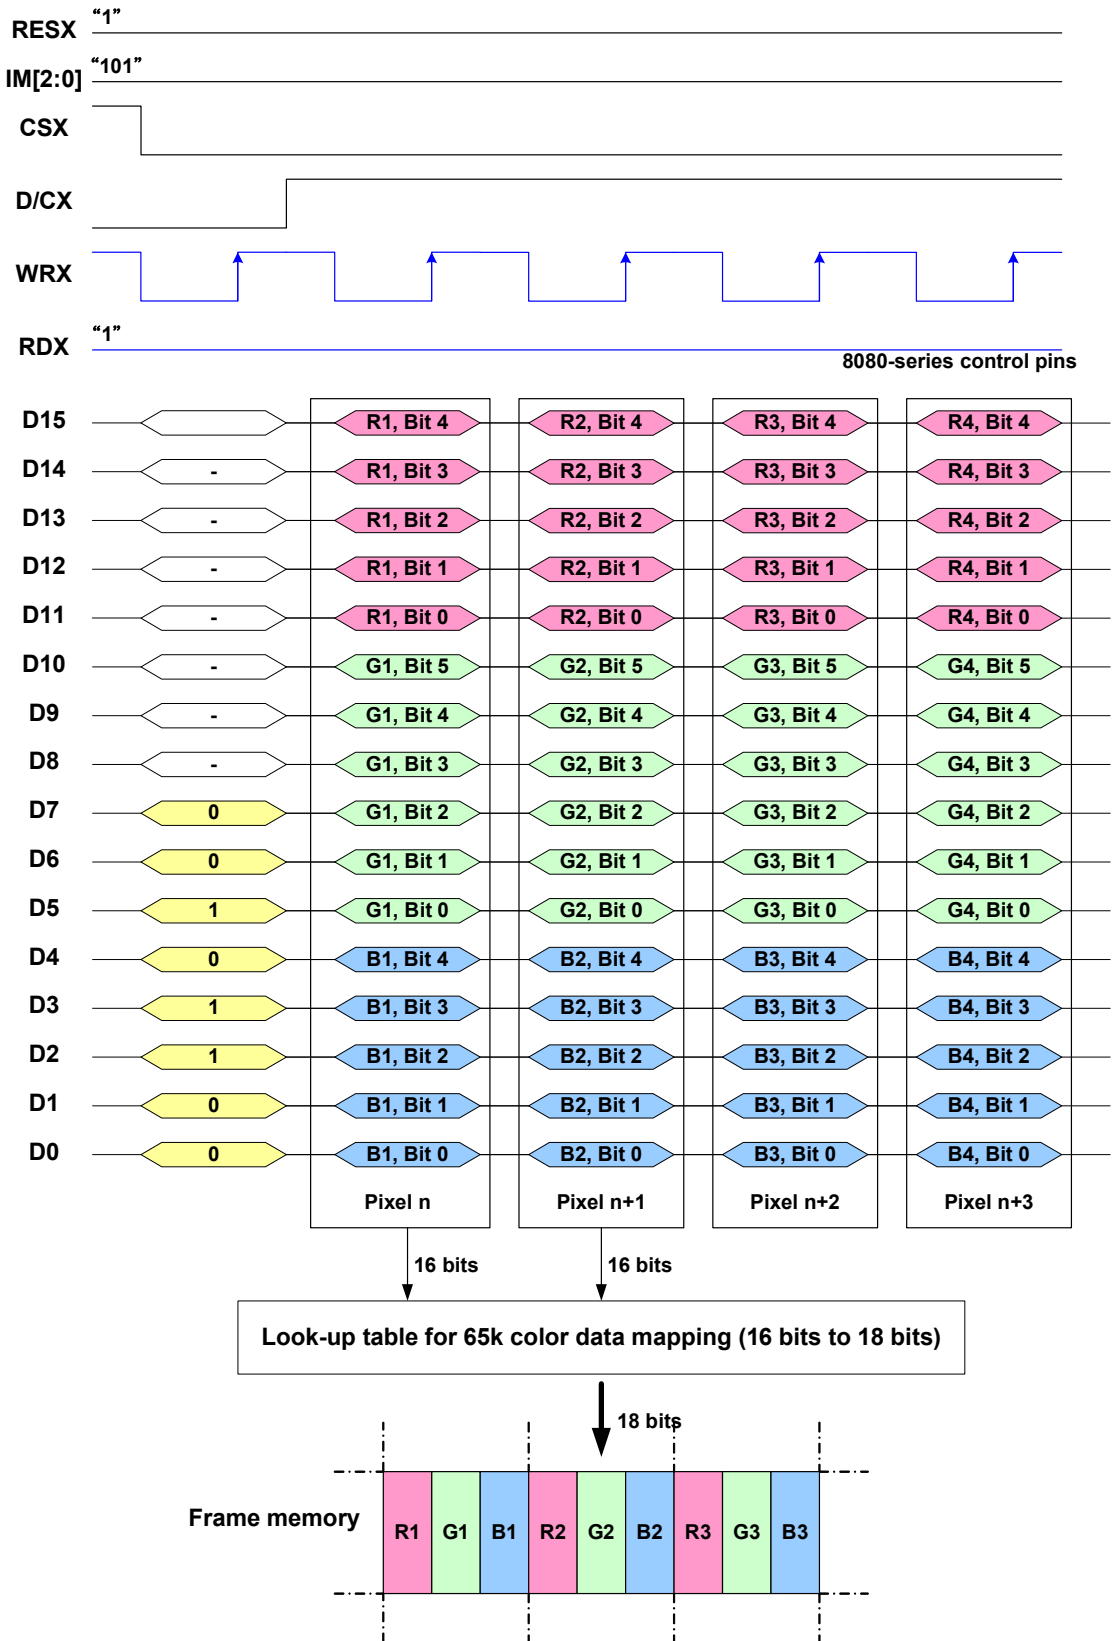 RESX “1”
IM[2:0] “101”
CSX
D/CX
WRX
RDX “1”
8080-series control pins
D15 R1, Bit 4 R2, Bit 4 R3, Bit 4 R4, Bit 4
D14 - R1, Bit 3 R2, Bit 3 R3, Bit 3 R4, Bit 3
D13 - R1, Bit 2 R2, Bit 2 R3, Bit 2 R4, Bit 2
D12 - R1, Bit 1 R2, Bit 1 R3, Bit 1 R4, Bit 1
D11 - R1, Bit 0 R2, Bit 0 R3, Bit 0 R4, Bit 0
D10 - G1, Bit 5 G2, Bit 5 G3, Bit 5 G4, Bit 5
D9 - G1, Bit 4 G2, Bit 4 G3, Bit 4 G4, Bit 4
D8 - G1, Bit 3 G2, Bit 3 G3, Bit 3 G4, Bit 3
D7 0 G1, Bit 2 G2, Bit 2 G3, Bit 2 G4, Bit 2
D6 0 G1, Bit 1 G2, Bit 1 G3, Bit 1 G4, Bit 1
D5 1 G1, Bit 0 G2, Bit 0 G3, Bit 0 G4, Bit 0
D4 0 B1, Bit 4 B2, Bit 4 B3, Bit 4 B4, Bit 4
D3 1 B1, Bit 3 B2, Bit 3 B3, Bit 3 B4, Bit 3
D2 1 B1, Bit 2 B2, Bit 2 B3, Bit 2 B4, Bit 2
D1 0 B1, Bit 1 B2, Bit 1 B3, Bit 1 B4, Bit 1
D0 0 B1, Bit 0 B2, Bit 0 B3, Bit 0 B4, Bit 0
Pixel n Pixel n+1 Pixel n+2 Pixel n+3
16 bits 16 bits
Look-up table for 65k color data mapping (16 bits to 18 bits)
18 bits
Frame memory R1 G1 B1 R2 G2 B2 R3 G3 B3